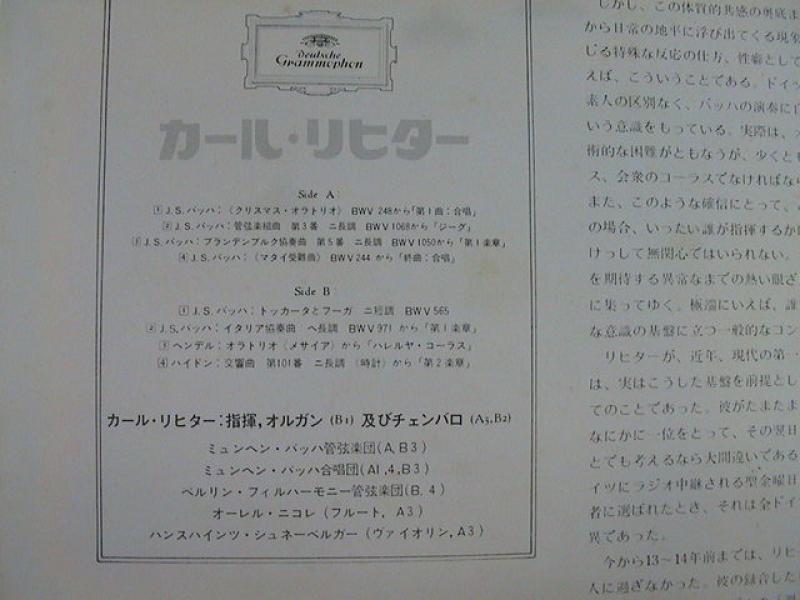 Deutsche
Grammophon
カール・リヒター
Side A:
1 J.S.バッハ:〈クリスマス・オラトリオ〉 BWV 248から「第1曲:合唱」
2 J.S.バッハ:管弦楽組曲 第3番 ニ長調 BWV 1068から「ジーグ」
3 J.S.バッハ:ブランデンブルク協奏曲 第5番 ニ長調 BWV 1050から「第1楽章」
4 J.S.バッハ:〈マタイ受難曲〉 BWV 244 から「終曲:合唱」
Side B:
1 J.S.バッハ:トッカータとフーガ ニ短調 BWV 565
2 J.S.バッハ:イタリア協奏曲 ヘ長調 BWV 971 から「第1楽章」
3 ヘンデル:オラトリオ〈メサイア〉から「ハレルヤ・コーラス」
4 ハイドン:交響曲 第101番 ニ長調〈時計〉から「第2楽章」
カール・リヒター:指揮,オルガン(B1)及びチェンバロ(A3,B2)
ミュンヘン・バッハ管弦楽団(A,B3)
ミュンヘン・バッハ合唱団(A1,4,B3)
ベルリン・フィルハーモニー管弦楽団(B.4)
オーレル・ニコレ(フルート, A3)
ハンスハインツ・シュネーベルガー(ヴァイオリン,A3)
しかし、この体質的共感の奥底ま
から日常の地平に浮び出てくる現象
じる特殊な反応の仕方、性癖として
えば、こういうことである。ドイッ
素人の区別なく、バッハの演奏に
いう意識をもっている。実際は、
術的な困難がともなうが、少くとも
ス、会衆のコーラスでなければなら
また、このような確信にとって、
の場合、いったい誰が指揮するか
けっして無関心ではいられない。
を期待する異常なまでの熱い眼ざ
に集ってゆく。極端にいえば、誰
な意識の基盤に立つ一般的なコン
リヒターが、近年、現代の第一
は、実はこうした基盤を前提とし
てのことであった。彼がたまたま
なにかに一位をとって、その翌日
とでも考えるなら大間違いである
イツにラジオ中継される聖金曜日
者に選ばれたとき、それは全ドイ
異であった。
今から13〜14年前までは、リヒ
人に過ぎなかった。彼の録音した